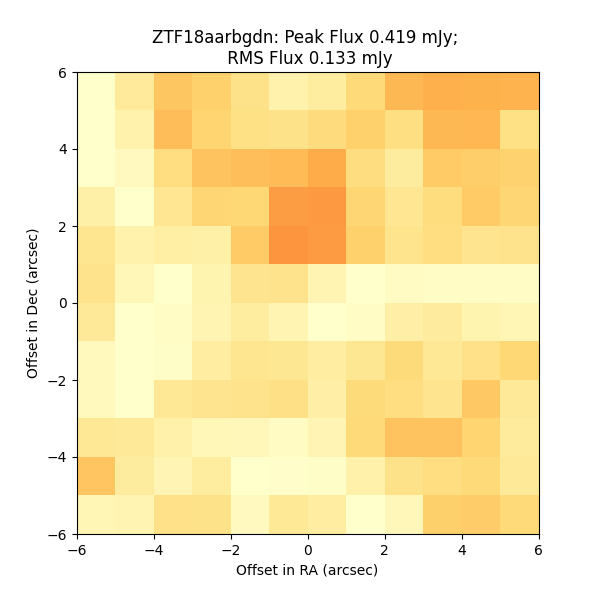 ZTF18aarbgdn: Peak Flux 0.419 mJy;
RMS Flux 0.133 mJy
6
4
2
0
−2
−4
−6
Offset in Dec (arcsec)
−6 −4 −2 0 2 4 6
Offset in RA (arcsec)